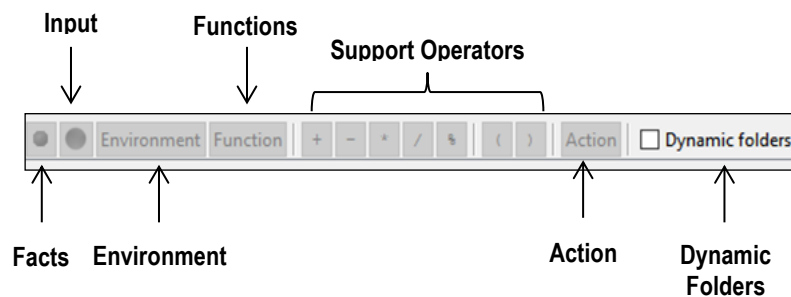 Input Functions
Support Operators
Environment Function + - * / % ( ) Action Dynamic folders
Facts Environment Action Dynamic
Folders